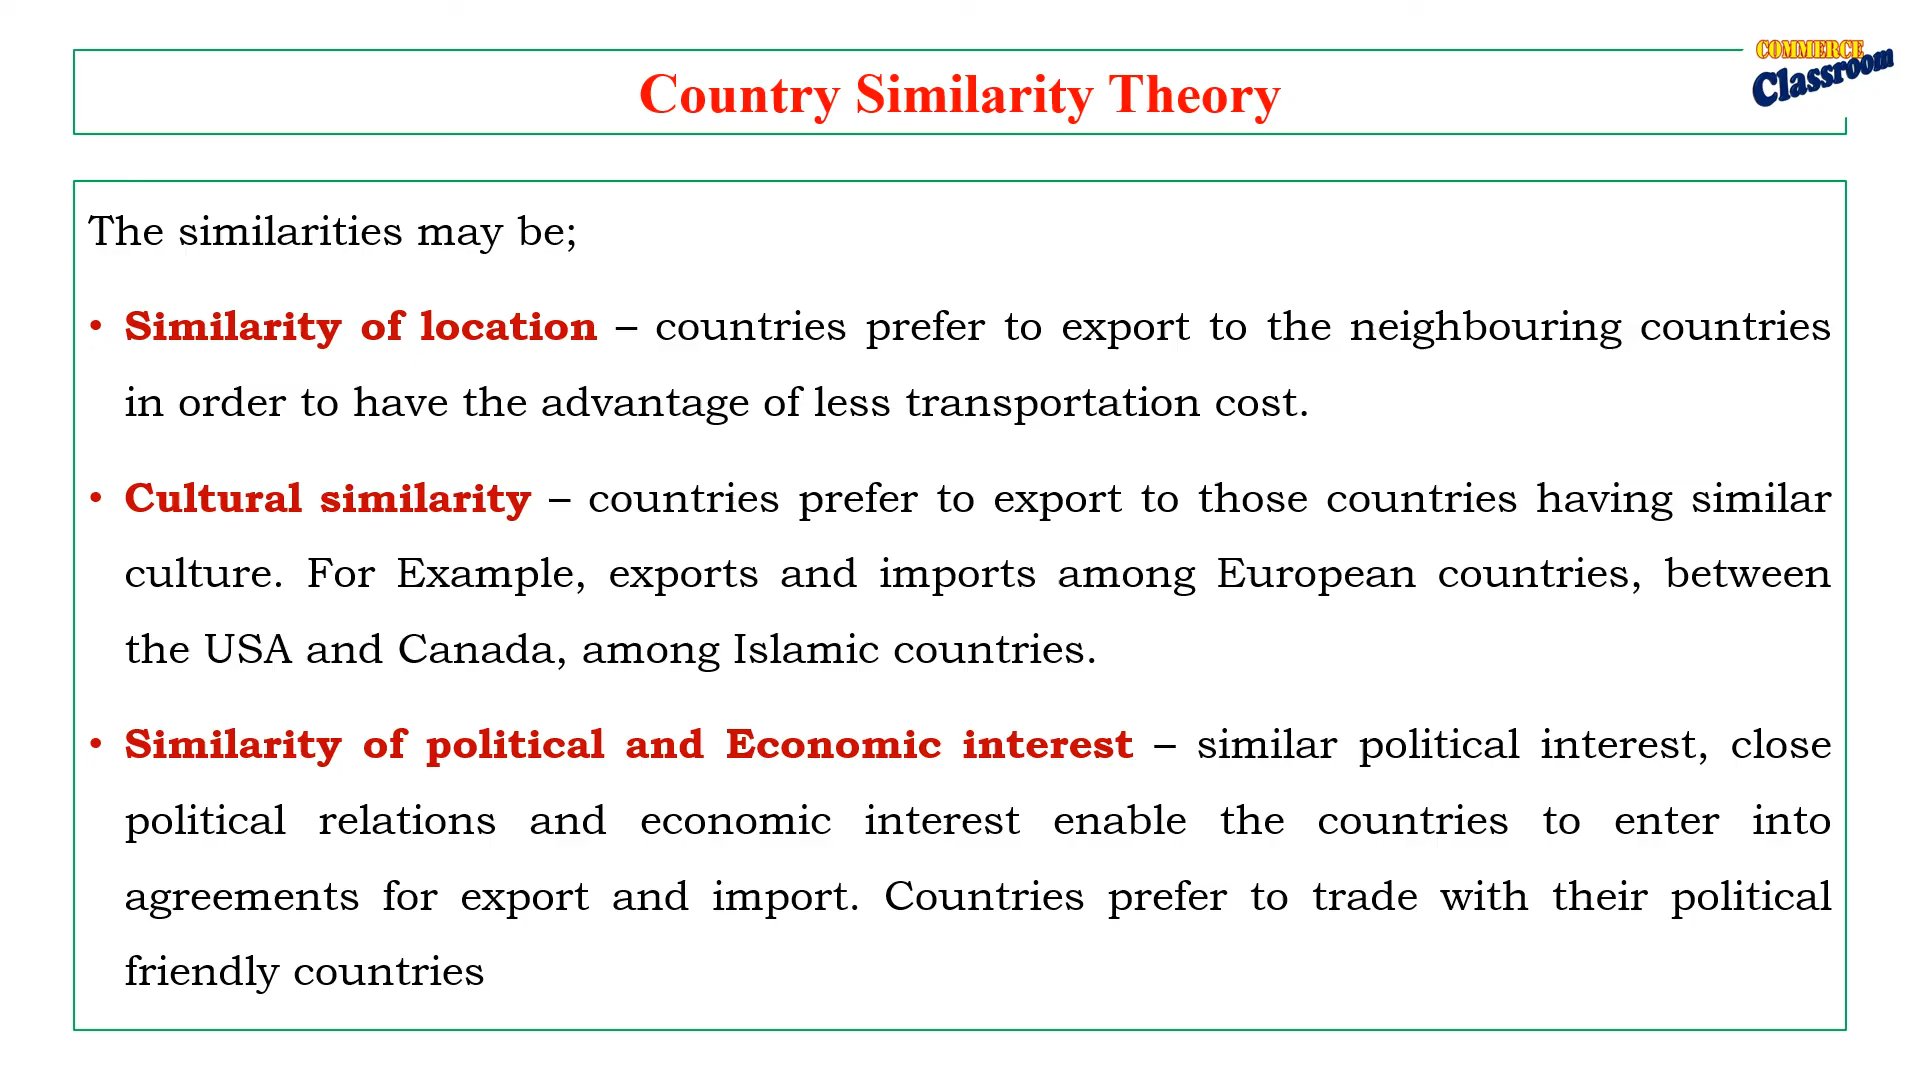 COMMERCE
Classroom
Country Similarity Theory
The similarities may be;
• Similarity of location – countries prefer to export to the neighbouring countries
in order to have the advantage of less transportation cost.
• Cultural similarity – countries prefer to export to those countries having similar
culture. For Example, exports and imports among European countries, between
the USA and Canada, among Islamic countries.
• Similarity of political and Economic interest – similar political interest, close
political relations and economic interest enable the countries to enter into
agreements for export and import. Countries prefer to trade with their political
friendly countries